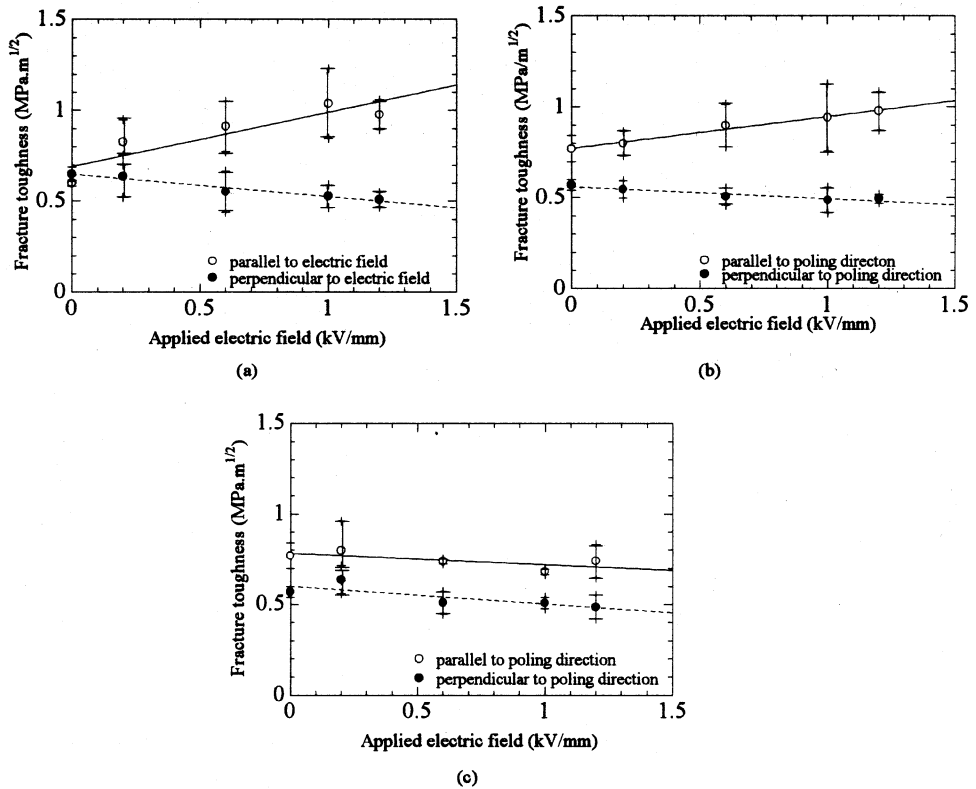 1.5
1
0.5
0
Fracture toughness (MPa.m1/2)
parallel to electric field
perpendicular to electric field
0 0.5 1 1.5
Applied electric field (kV/mm)
(a)
1.5
1
0.5
0
Fracture toughness (MPa/m1/2)
parallel to poling directon
perpendicular to poling direction
0 0.5 1 1.5
Applied electric field (kV/mm)
(b)
1.5
1
0.5
0
Fracture toughness (MPa.m1/2)
parallel to poling direction
perpendicular to poling direction
0 0.5 1 1.5
Applied electric field (kV/mm)
(c)